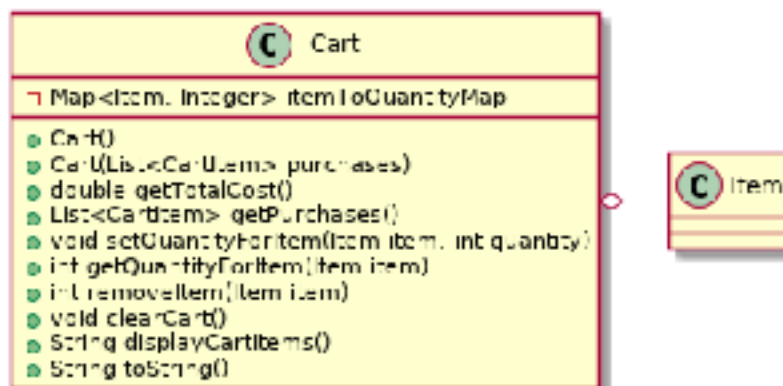 C Cart
Map<Item, Integer> itemToQuantityMap
Cart()
Cart(List<CartItem> purchases)
double getTotalCost()
List<CartItem> getPurchases()
void setQuantityForItem(Item item, int quantity)
int getQuantityForItem(Item item)
int removeItem(Item item)
void clearCart()
String displayCartItems()
String toString()
C Item